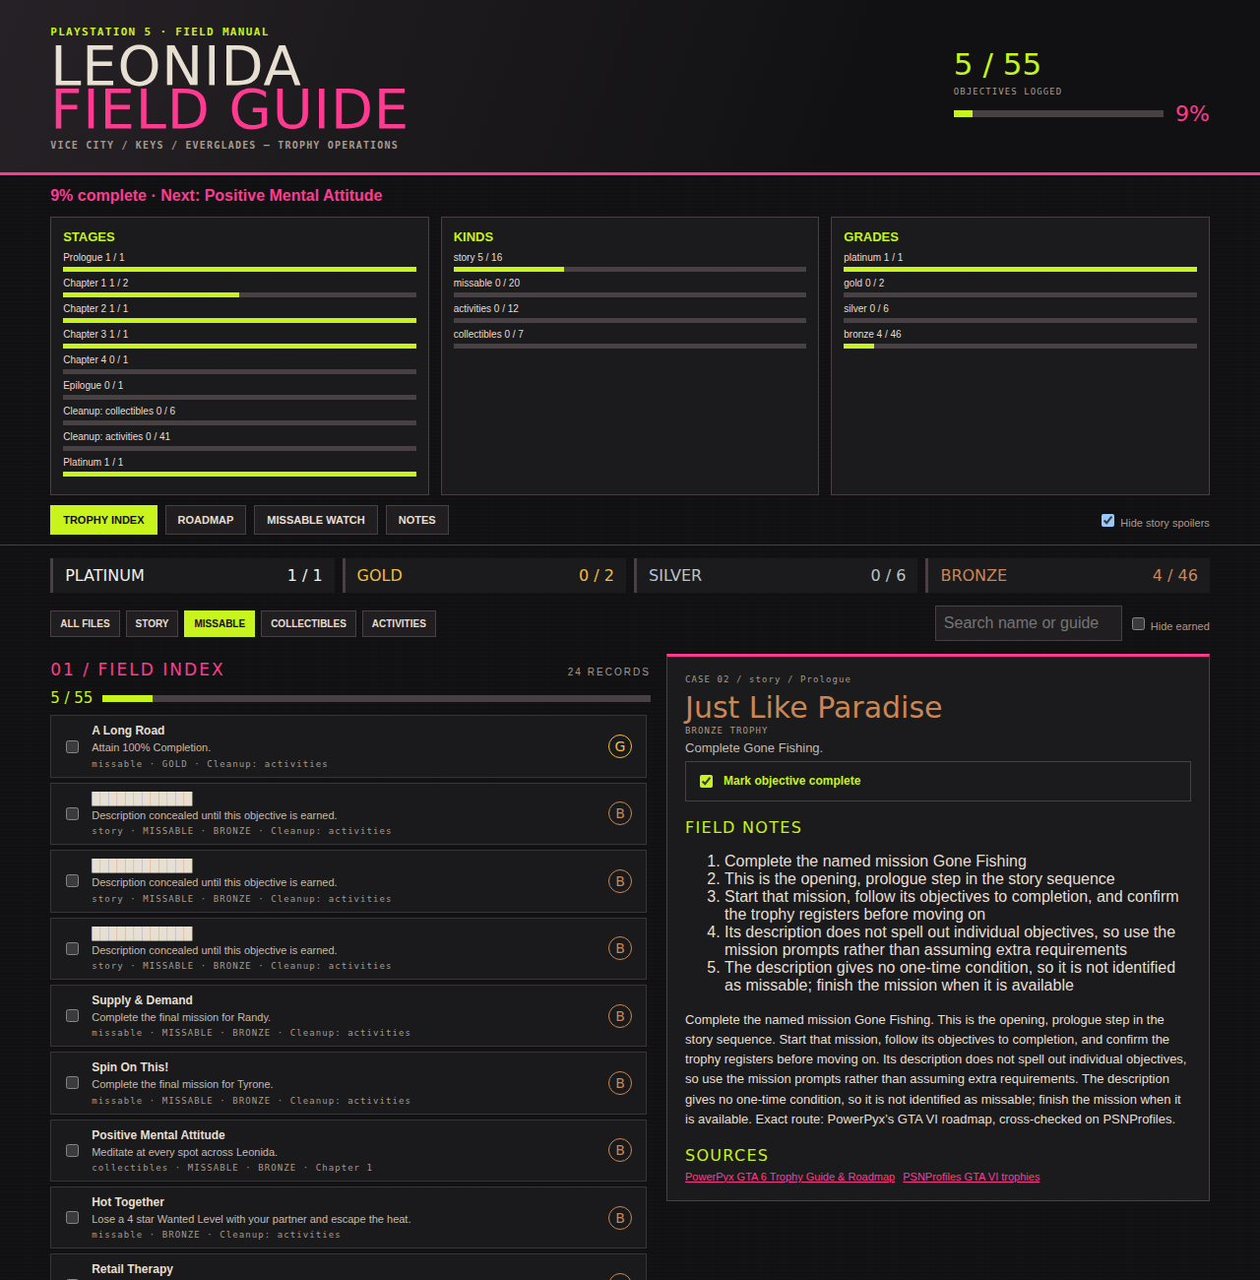 PLAYSTATION 5 · FIELD MANUAL
LEONIDA
FIELD GUIDE
VICE CITY / KEYS / EVERGLADES — TROPHY OPERATIONS
5 / 55
OBJECTIVES LOGGED
9%
9% complete · Next: Positive Mental Attitude
STAGES
Prologue 1 / 1
Chapter 1 1 / 2
Chapter 2 1 / 1
Chapter 3 1 / 1
Chapter 4 0 / 1
Epilogue 0 / 1
Cleanup: collectibles 0 / 6
Cleanup: activities 0 / 41
Platinum 1 / 1
KINDS
story 5 / 16
missable 0 / 20
activities 0 / 12
collectibles 0 / 7
GRADES
platinum 1 / 1
gold 0 / 2
silver 0 / 6
bronze 4 / 46
TROPHY INDEX
ROADMAP
MISSABLE WATCH
NOTES
Hide story spoilers
PLATINUM 1 / 1
GOLD 0 / 2
SILVER 0 / 6
BRONZE 4 / 46
ALL FILES
STORY
MISSABLE
COLLECTIBLES
ACTIVITIES
Search name or guide
Hide earned
01 / FIELD INDEX
24 RECORDS
5 / 55
A Long Road
Attain 100% Completion.
missable · GOLD · Cleanup: activities
G
Description concealed until this objective is earned.
story · MISSABLE · BRONZE · Cleanup: activities
B
Description concealed until this objective is earned.
story · MISSABLE · BRONZE · Cleanup: activities
B
Description concealed until this objective is earned.
story · MISSABLE · BRONZE · Cleanup: activities
B
Supply & Demand
Complete the final mission for Randy.
missable · MISSABLE · BRONZE · Cleanup: activities
B
Spin On This!
Complete the final mission for Tyrone.
missable · MISSABLE · BRONZE · Cleanup: activities
B
Positive Mental Attitude
Meditate at every spot across Leonida.
collectibles · MISSABLE · BRONZE · Chapter 1
B
Hot Together
Lose a 4 star Wanted Level with your partner and escape the heat.
missable · BRONZE · Cleanup: activities
B
Retail Therapy
CASE 02 / story / Prologue
Just Like Paradise
BRONZE TROPHY
Complete Gone Fishing.
Mark objective complete
FIELD NOTES
1. Complete the named mission Gone Fishing
2. This is the opening, prologue step in the story sequence
3. Start that mission, follow its objectives to completion, and confirm
the trophy registers before moving on
4. Its description does not spell out individual objectives, so use the
mission prompts rather than assuming extra requirements
5. The description gives no one-time condition, so it is not identified
as missable; finish the mission when it is available
Complete the named mission Gone Fishing. This is the opening, prologue step in the
story sequence. Start that mission, follow its objectives to completion, and confirm the
trophy registers before moving on. Its description does not spell out individual objectives,
so use the mission prompts rather than assuming extra requirements. The description
gives no one-time condition, so it is not identified as missable; finish the mission when it
is available. Exact route: PowerPyx’s GTA VI roadmap, cross-checked on PSNProfiles.
SOURCES
PowerPyx GTA 6 Trophy Guide & Roadmap PSNProfiles GTA VI trophies